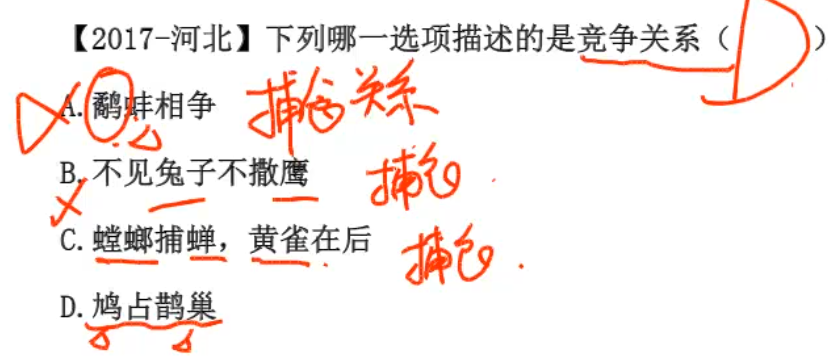 【2017-河北】下列哪一选项描述的是竞争关系（D）
A.鹬蚌相争 捕食关系
B.不见兔子不撒鹰 捕食
C.螳螂捕蝉，黄雀在后 捕食
D.鸠占鹊巢